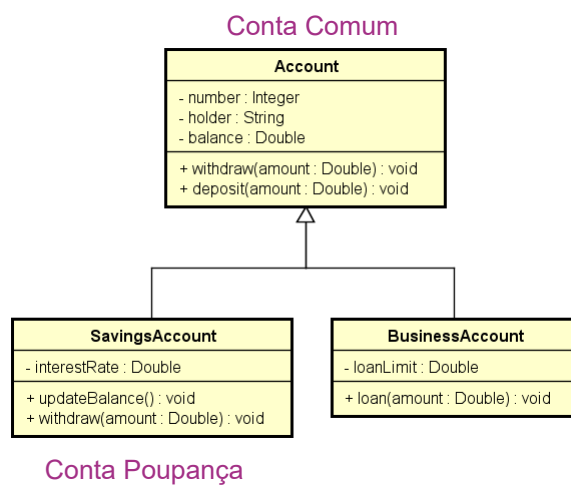 Conta Comum
Account
- number : Integer
- holder : String
- balance : Double
+ withdraw(amount : Double) : void
+ deposit(amount : Double) : void
SavingsAccount
- interestRate : Double
+ updateBalance() : void
+ withdraw(amount : Double) : void
BusinessAccount
- loanLimit : Double
+ loan(amount : Double) : void
Conta Poupança